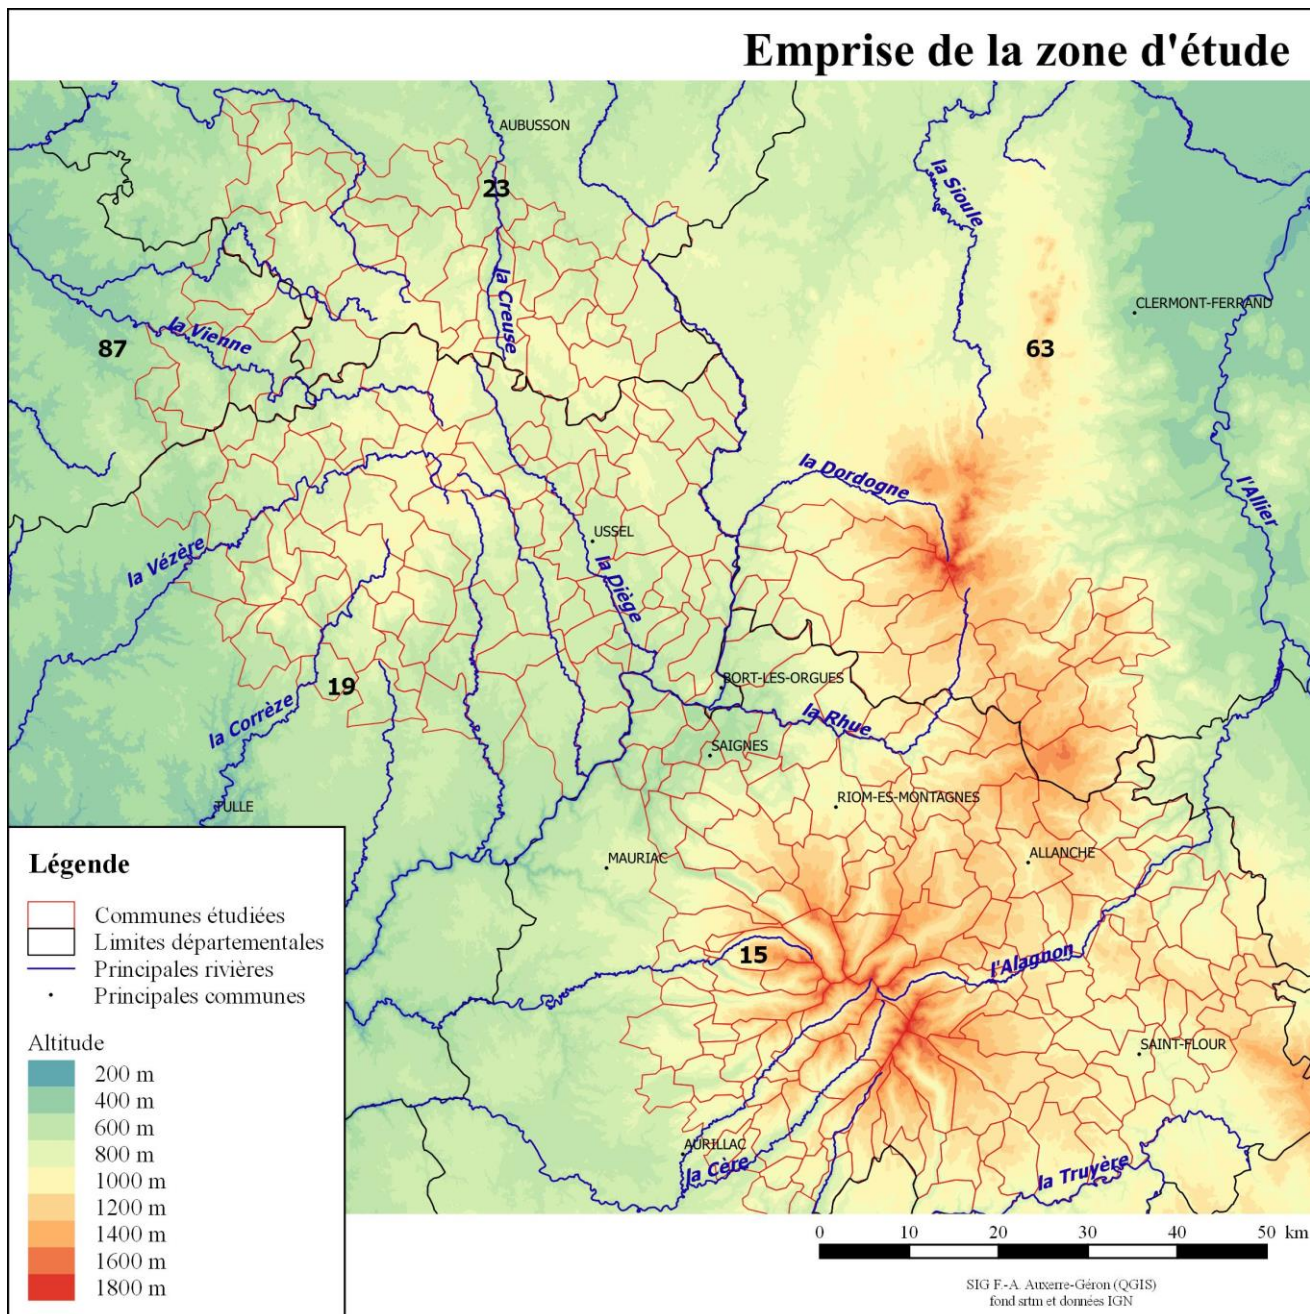 Emprise de la zone d'étude
AUBUSSON
23
la Sioule
la Creuse
CLERMONT-FERRAND
la Vienne
87
63
la Dordogne
l'Allier
USSEL
la Vézère
la Diège
BORT-LES-ORGUES
19
la Corrèze
la Rhue
SAIGNES
TULLE
RIOM-ES-MONTAGNES
MAURIAC
ALLANCHE
15
l'Alagnon
SAINT-FLOUR
AURILLAC
la Cère
la Truyère
Légende
Communes étudiées
Limites départementales
Principales rivières
Principales communes
Altitude
200 m
400 m
600 m
800 m
1000 m
1200 m
1400 m
1600 m
1800 m
0 10 20 30 40 50 km
SIG F.-A. Auxerre-Géron (QGIS)
fond srtm et données IGN